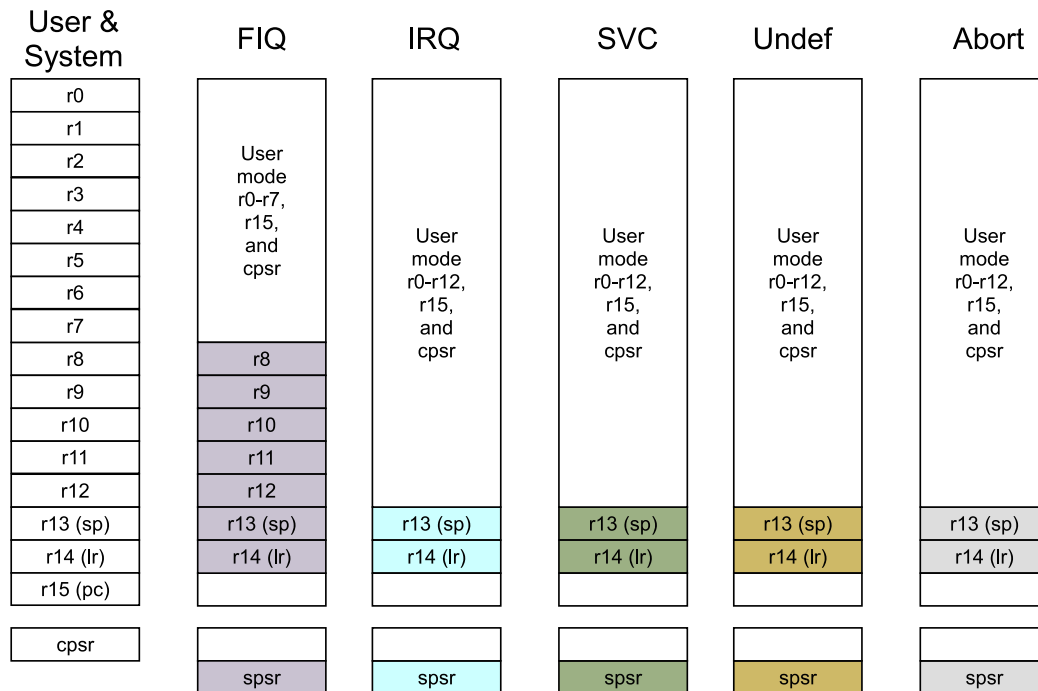 User &
System
FIQ
IRQ
SVC
Undef
Abort
r0
r1
r2
r3
r4
r5
r6
r7
r8
r9
r10
r11
r12
r13 (sp)
r14 (lr)
r15 (pc)
cpsr
User
mode
r0-r7,
r15,
and
cpsr
r8
r9
r10
r11
r12
r13 (sp)
r14 (lr)
spsr
User
mode
r0-r12,
r15,
and
cpsr
r13 (sp)
r14 (lr)
spsr
User
mode
r0-r12,
r15,
and
cpsr
r13 (sp)
r14 (lr)
spsr
User
mode
r0-r12,
r15,
and
cpsr
r13 (sp)
r14 (lr)
spsr
User
mode
r0-r12,
r15,
and
cpsr
r13 (sp)
r14 (lr)
spsr